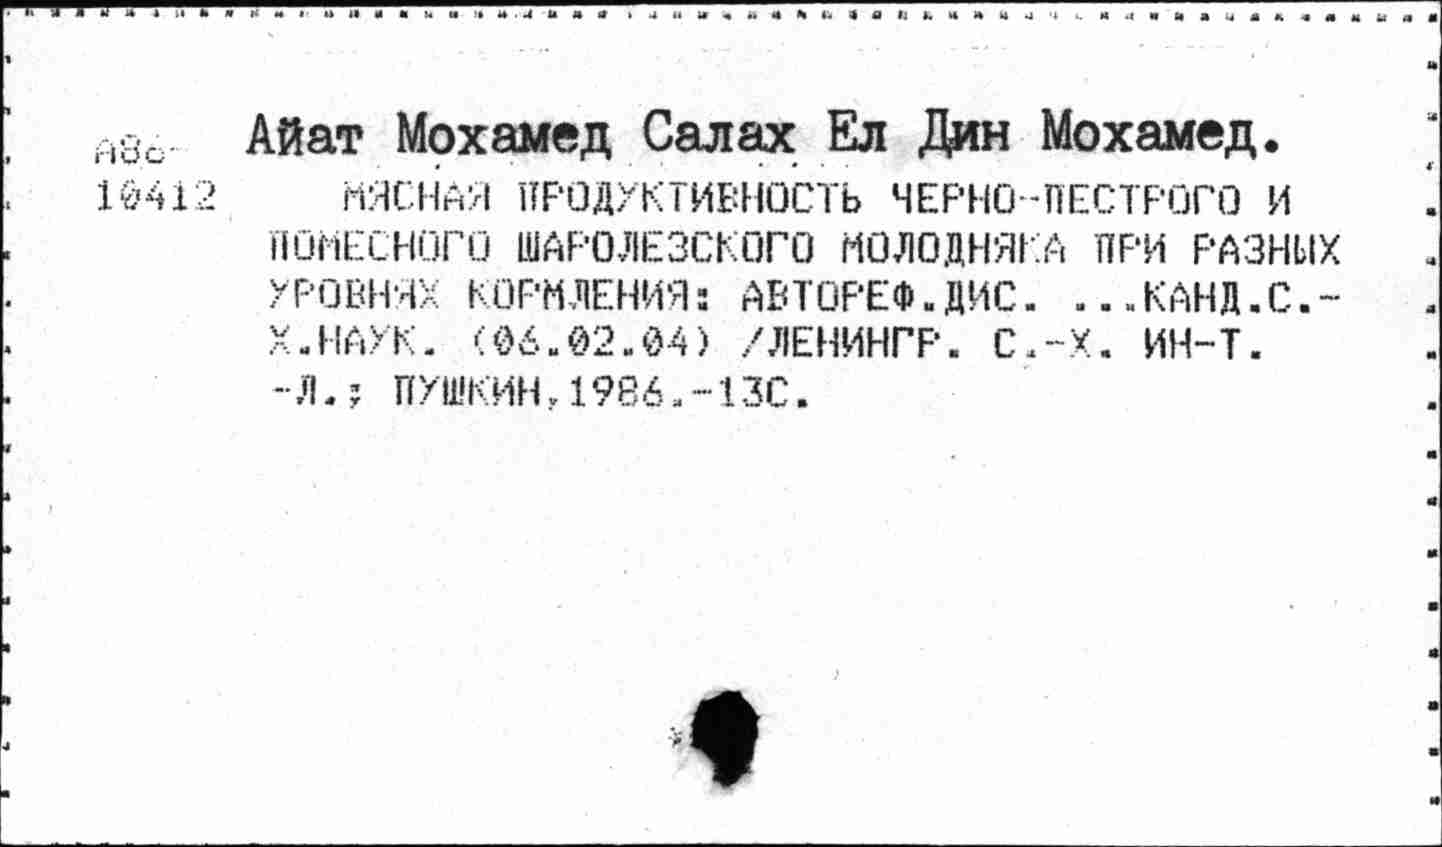 Айат Мохамед Салах Ел Дин Мохамед.
А86-
10412 МЯСНАЯ ПРОДУКТИВНОСТЬ ЧЕРНО-ПЕСТРОГО И
ПОМЕСНОГО ШАРОЛЕЗСКОГО МОЛОДНЯКА ПРИ РАЗНЫХ
УРОВНЯХ КОРМЛЕНИЯ: АВТОРЕФ.ДИС. ...КАНД.С.-
Х.НАУК. (06.02.04) /ЛЕНИНГР. С.-Х. ИН-Т.
-Л.; ПУШКИН,1986.-13С.